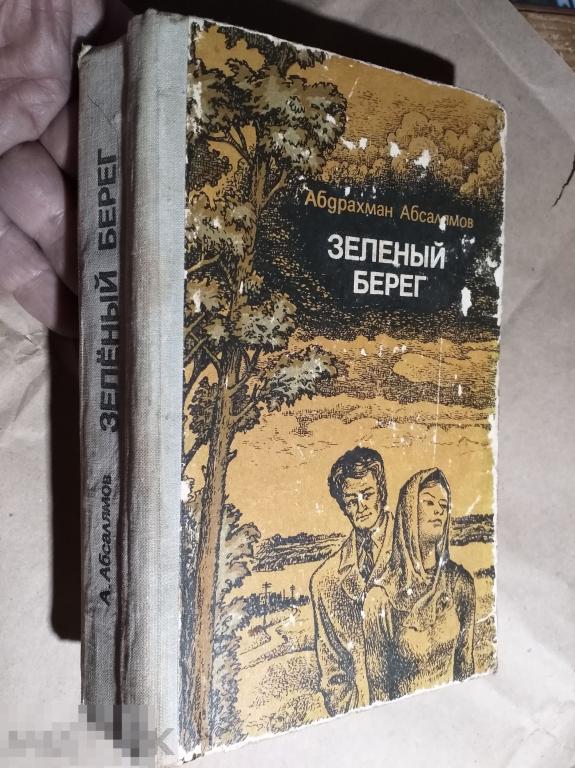 Абдрахман Абсалямов
ЗЕЛЕНЫЙ
БЕРЕГ
А. Абсалямов ЗЕЛЁНЫЙ БЕРЕГ